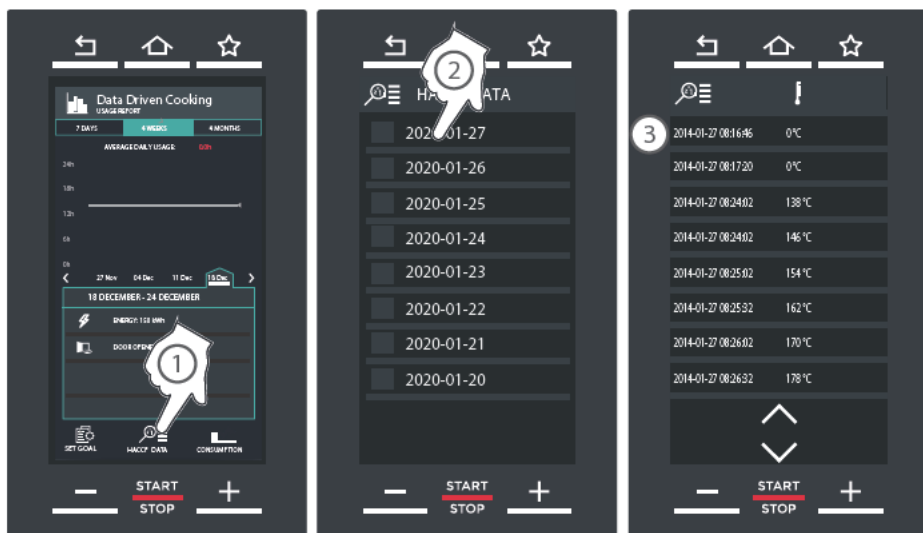 Data Driven Cooking
USAGE REPORT
7 DAYS 4 WEEKS 4 MONTHS
AVERAGE DAILY USAGE: 0.0h
24h
18h
12h
6h
0h
27 Nov 04 Dec 11 Dec 18 Dec
18 DECEMBER - 24 DECEMBER
ENERGY: 158 kWh
DOOR OPEN
1
SET GOAL HACCP DATA CONSUMPTION
START
STOP
2
DATA
2020-01-27
2020-01-26
2020-01-25
2020-01-24
2020-01-23
2020-01-22
2020-01-21
2020-01-20
START
STOP
3
2014-01-27 08:16:46 0°C
2014-01-27 08:17:20 0°C
2014-01-27 08:24:02 138 °C
2014-01-27 08:24:02 146 °C
2014-01-27 08:25:02 154 °C
2014-01-27 08:25:32 162 °C
2014-01-27 08:26:02 170 °C
2014-01-27 08:26:32 178 °C
START
STOP